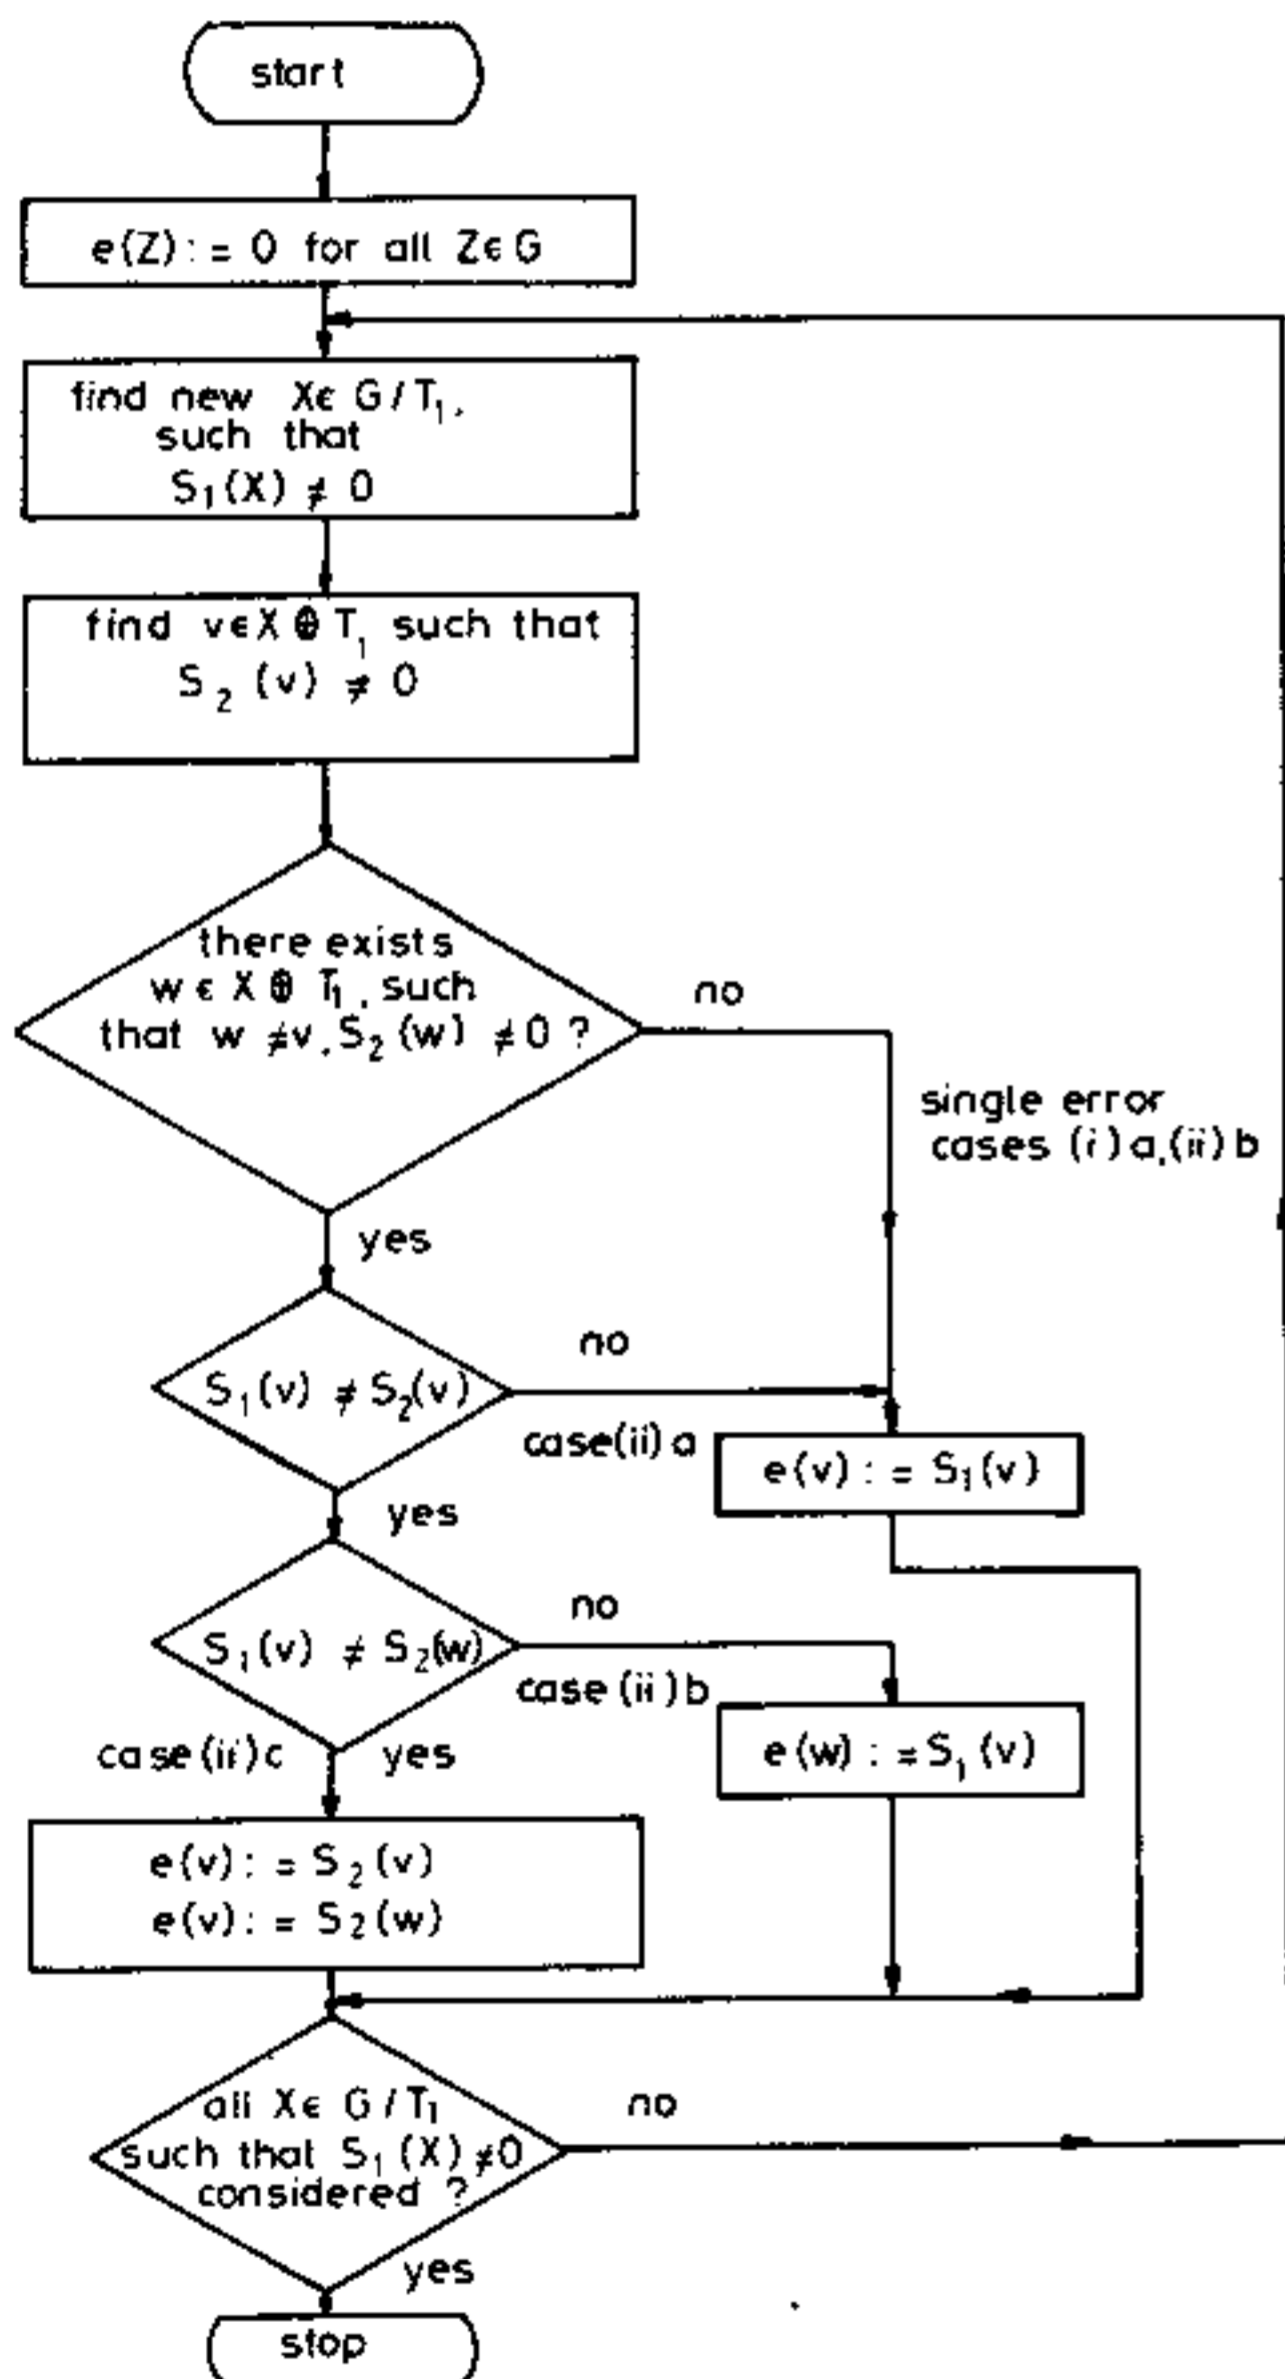 start
e(Z) := 0 for all Z∈G
find new X∈ G/T₁,
such that
S₁(X) ≠ 0
find v∈X⊕T₁ such that
S₂(v) ≠ 0
there exists
w∈X⊕T₁, such
that w≠v, S₂(w) ≠0 ?
no
single error
cases (i)a,(ii)b
yes
S₁(v) ≠ S₂(v)
no
case(ii)a
e(v) := S₁(v)
yes
S₁(v) ≠ S₂(w)
no
case(ii)b
e(w) := S₁(v)
case(ii)c
yes
e(v) := S₂(v)
e(v) := S₂(w)
all X∈ G/T₁
such that S₁(X)≠0
considered ?
no
yes
stop